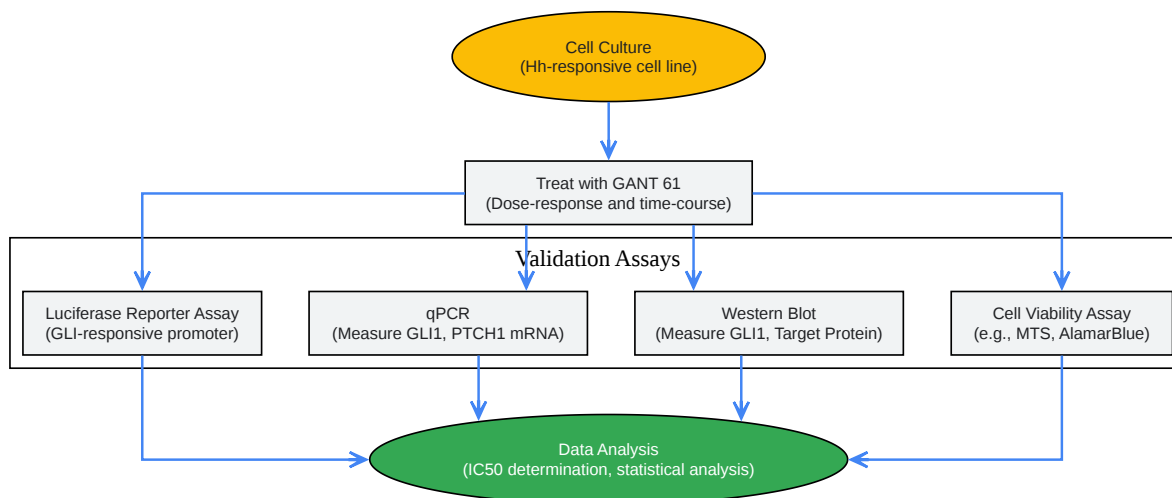 Cell Culture
(Hh-responsive cell line)
Treat with GANT 61
(Dose-response and time-course)
Validation Assays
Luciferase Reporter Assay
(GLI-responsive promoter)
qPCR
(Measure GLI1, PTCH1 mRNA)
Western Blot
(Measure GLI1, Target Protein)
Cell Viability Assay
(e.g., MTS, AlamarBlue)
Data Analysis
(IC50 determination, statistical analysis)